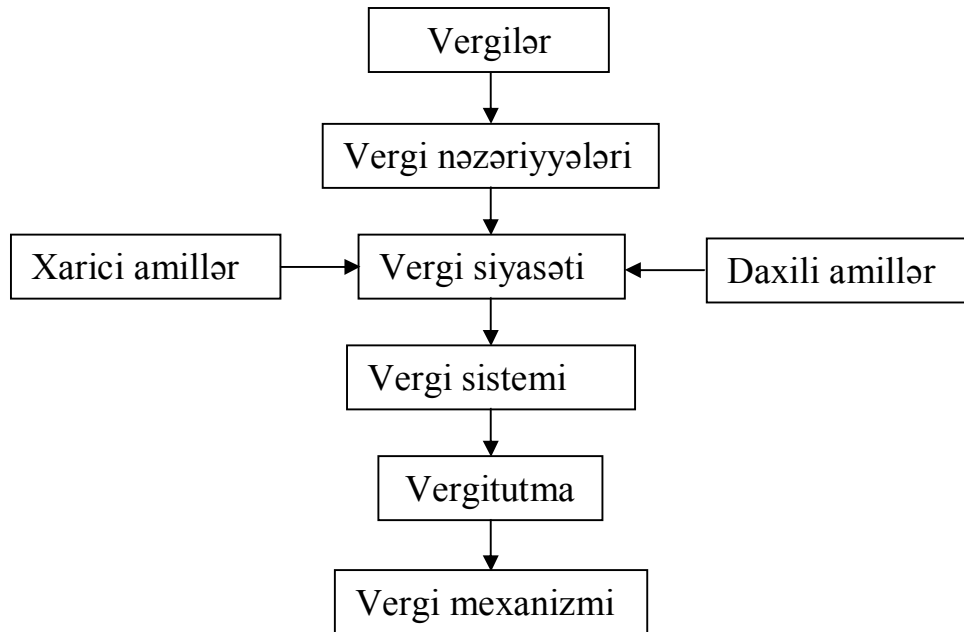 Vergilər
Vergi nəzəriyyələri
Xarici amillər
Vergi siyasəti
Daxili amillər
Vergi sistemi
Vergitutma
Vergi mexanizmi